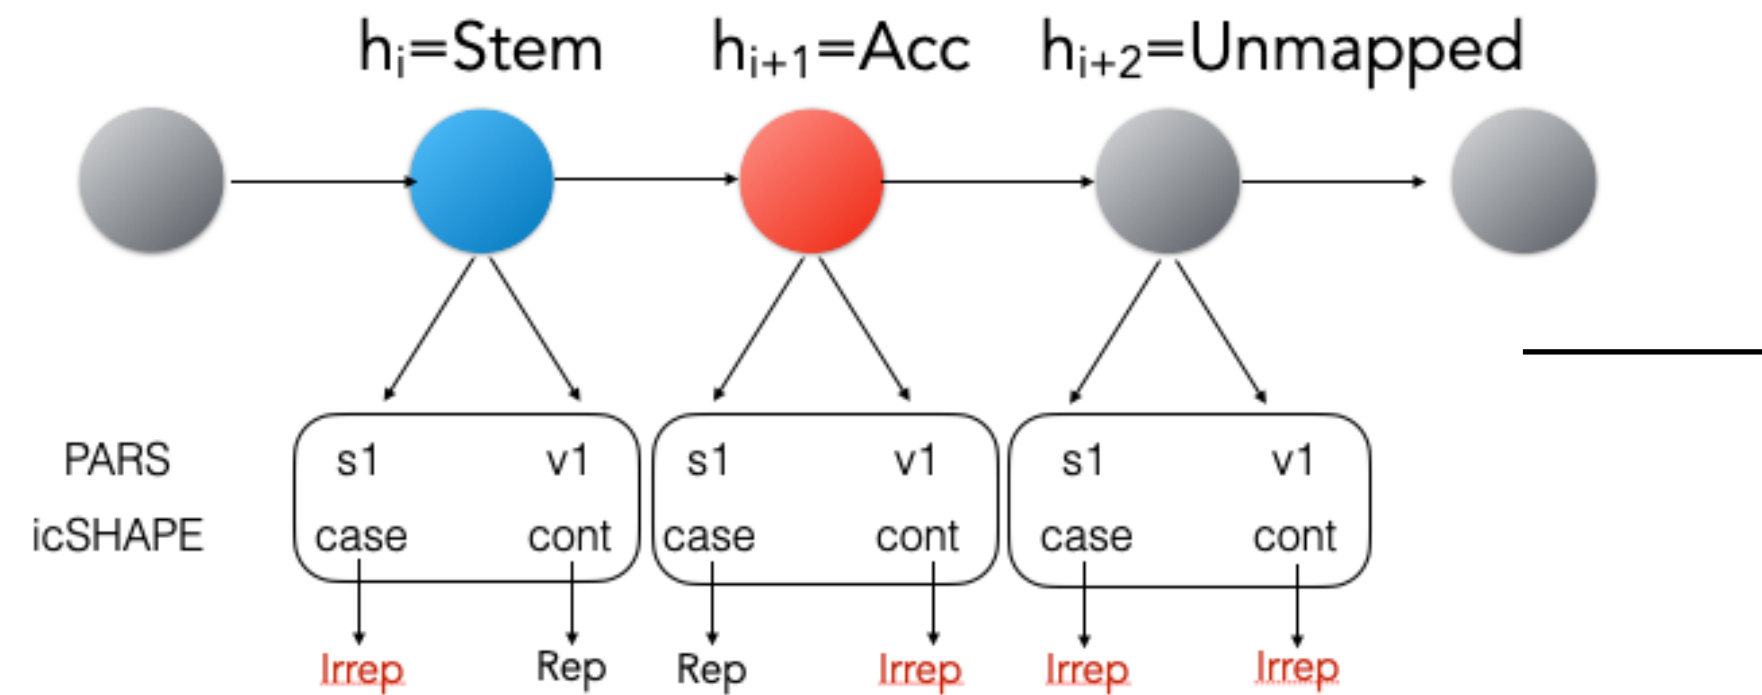 hi=Stem hi+1=Acc hi+2=Unmapped
PARS s1 v1 s1 v1 s1 v1
icSHAPE case cont case cont case cont
Irrep Rep Rep Irrep Irrep Irrep